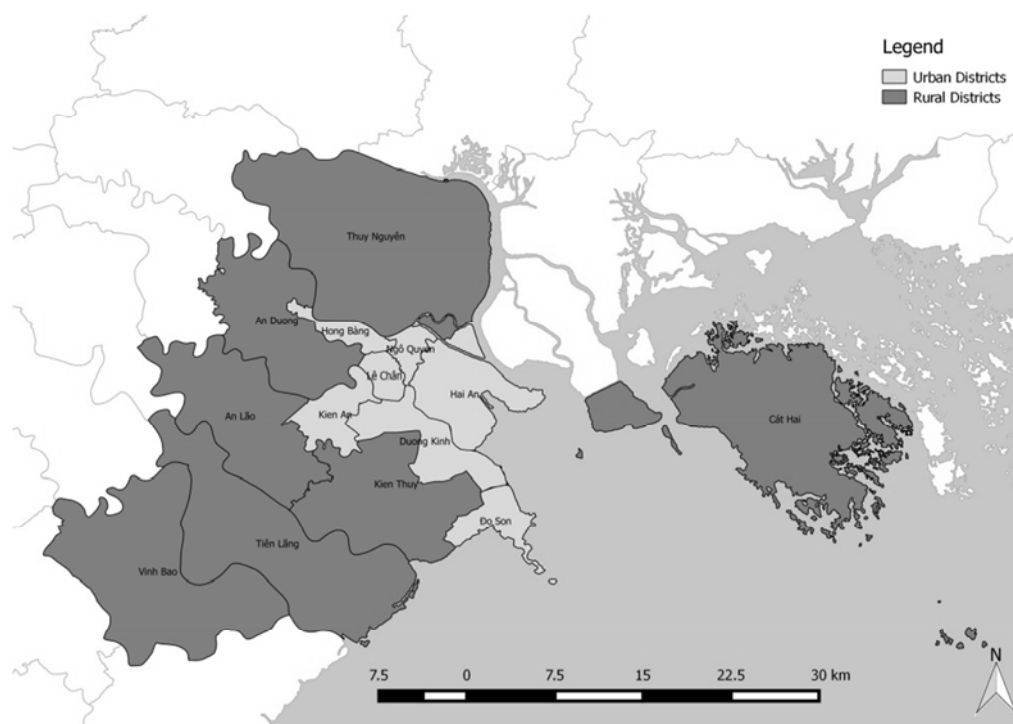 Legend
Urban Districts
Rural Districts
Thuy Nguyên
An Duong
Hong Bàng
Ngô Quyen
Lê Chân
Hai An
Kien An
An Lão
Cát Hai
Duong Kinh
Kien Thuy
Đo Son
Tiên Lãng
Vinh Bao
7.5 0 7.5 15 22.5 30 km
N